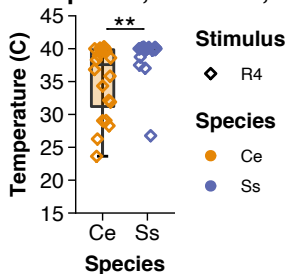 **
Temperature (C)
45
40
35
30
25
20
15
Ce Ss
Species
Stimulus
R4
Species
Ce
Ss